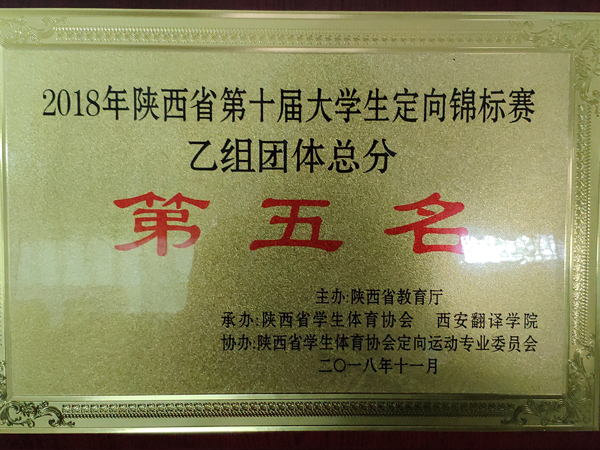 2018年陕西省第十届大学生定向锦标赛
乙组团体总分
第五名
主办:陕西省教育厅
承办:陕西省学生体育协会 西安翻译学院
协办:陕西省学生体育协会定向运动专业委员会
二〇一八年十一月